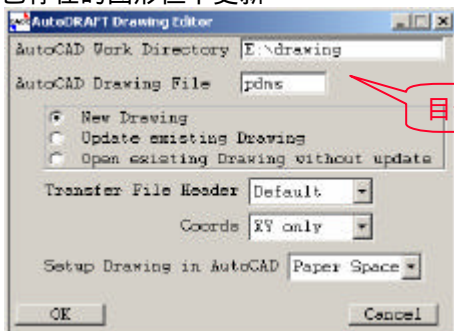 AutoDRAFT Drawing Editor
AutoCAD Work Directory E:\drawing
AutoCAD Drawing File pdns
New Drawing
Update existing Drawing
Open existing Drawing without update
Transfer File Header Default
Coords XY only
Setup Drawing in AutoCAD Paper Space
OK Cancel
目